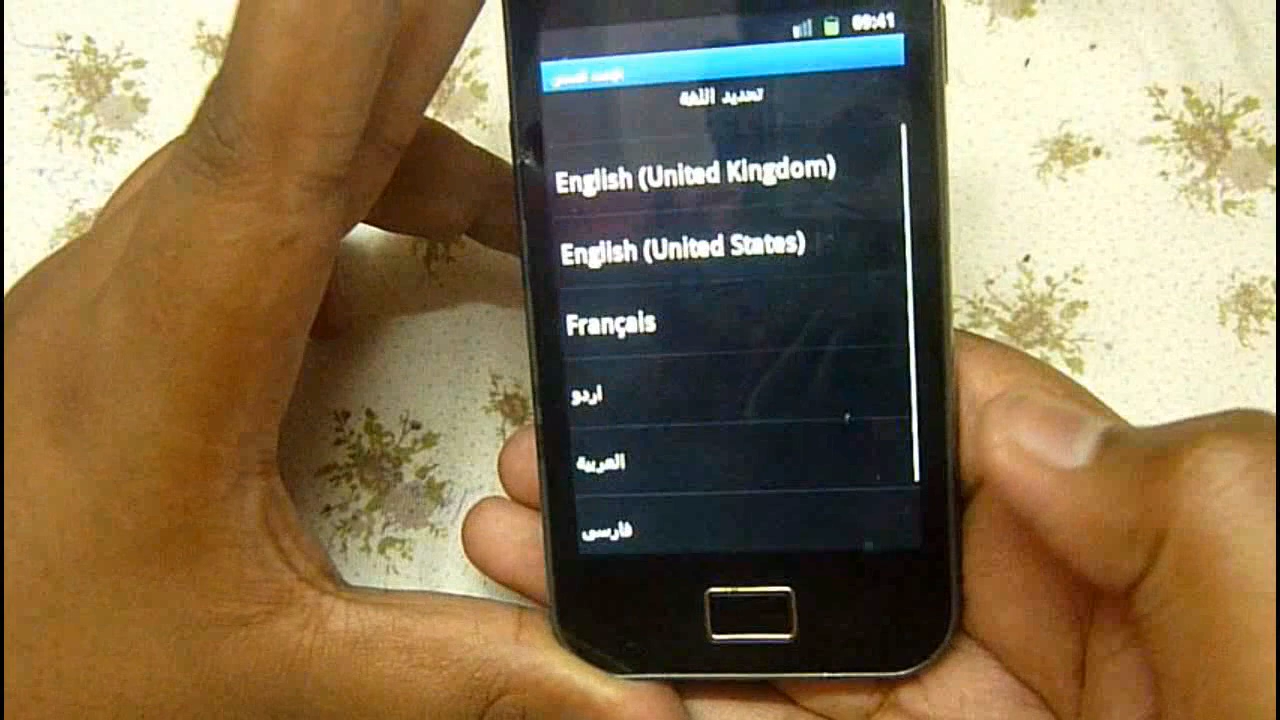 09:41
تحديد اللغة
English (United Kingdom)
English (United States)
Français
اردو
العربية
فارسی